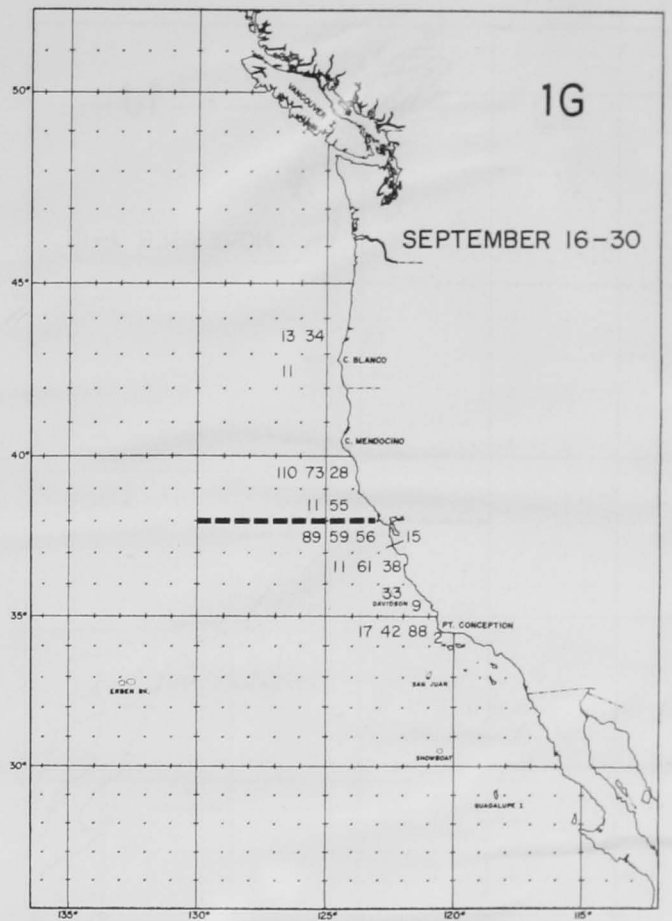 1G
50°
VANCOUVER
SEPTEMBER 16-30
45°
13 34
C. BLANCO
11
C. MENDOCINO
40°
110 73 28
11 55
89 59 56 15
11 61 38
33
DAVIDSON 9
35°
PT. CONCEPTION
17 42 88
SAN JUAN
ERBEN BK.
SHOWBOAT
30°
GUADALUPE I
135° 130° 125° 120° 115°